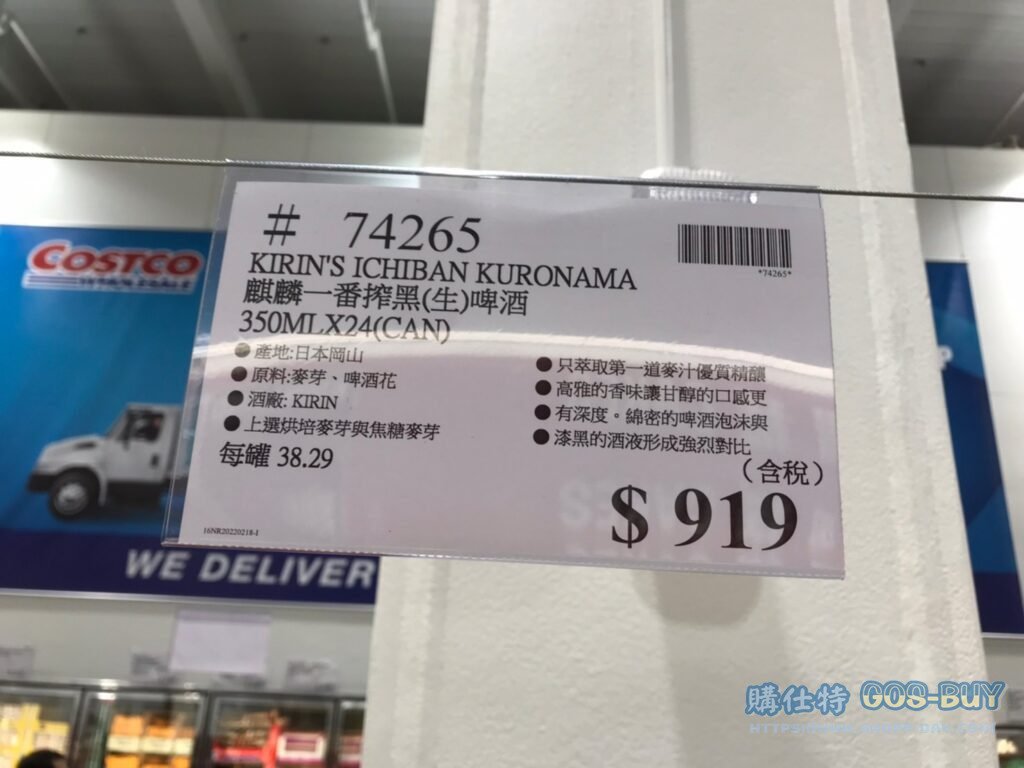 # 74265
*74265*
KIRIN'S ICHIBAN KURONAMA
麒麟一番搾黑(生)啤酒
350MLX24(CAN)
●產地:日本岡山
●原料:麥芽、啤酒花
●酒廠: KIRIN
●上選烘培麥芽與焦糖麥芽
每罐 38.29
●只萃取第一道麥汁優質精釀
●高雅的香味讓甘醇的口感更
●有深度。綿密的啤酒泡沫與
●漆黑的酒液形成強烈對比
(含稅)
$ 919
16NR20220218-1
COSTCO
WE DELIVER
購仕特 GOS-BUY